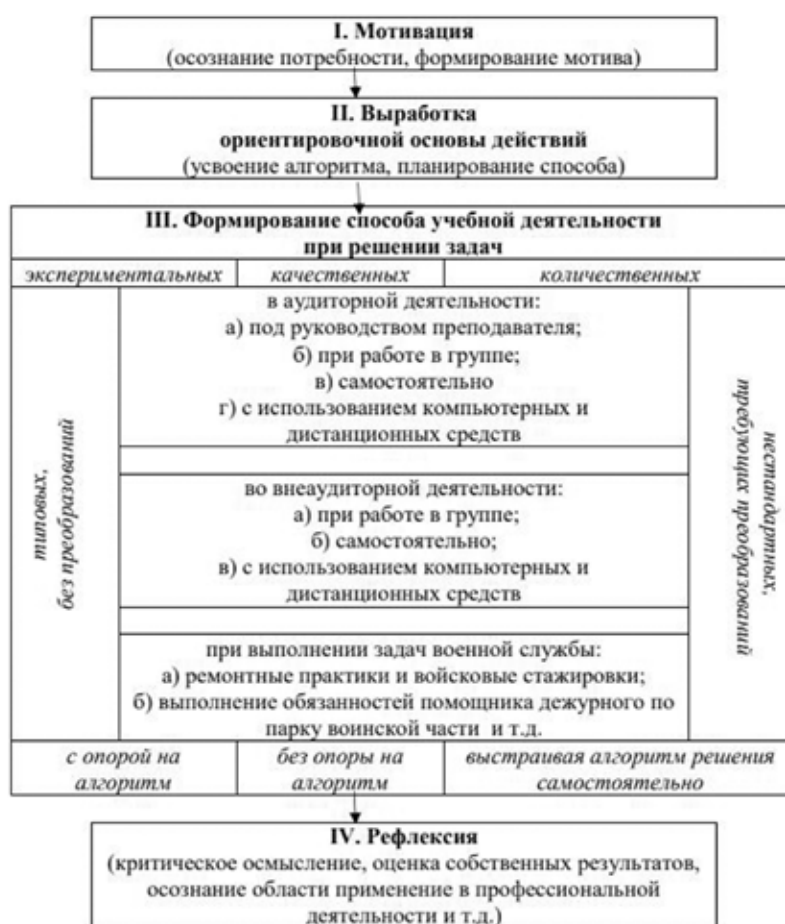 I. Мотивация
(осознание потребности, формирование мотива)
II. Выработка
ориентировочной основы действий
(усвоение алгоритма, планирование способа)
III. Формирование способа учебной деятельности
при решении задач
экспериментальных
качественных
количественных
типовых,
без преобразований
в аудиторной деятельности:
а) под руководством преподавателя;
б) при работе в группе;
в) самостоятельно
г) с использованием компьютерных и
дистанционных средств
во внеаудиторной деятельности:
а) при работе в группе;
б) самостоятельно;
в) с использованием компьютерных и
дистанционных средств
при выполнении задач военной службы:
а) ремонтные практики и войсковые стажировки;
б) выполнение обязанностей помощника дежурного по
парку воинской части и т.д.
нестандартных,
требующих преобразований
с опорой на
алгоритм
без опоры на
алгоритм
выстраивая алгоритм решения
самостоятельно
IV. Рефлексия
(критическое осмысление, оценка собственных результатов,
осознание области применение в профессиональной
деятельности и т.д.)